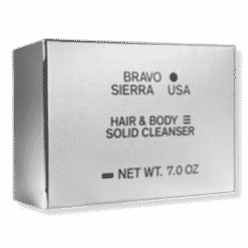 BRAVO ●
SIERRA USA
HAIR & BODY ☰
SOLID CLEANSER
▬ NET WT. 7.0 OZ